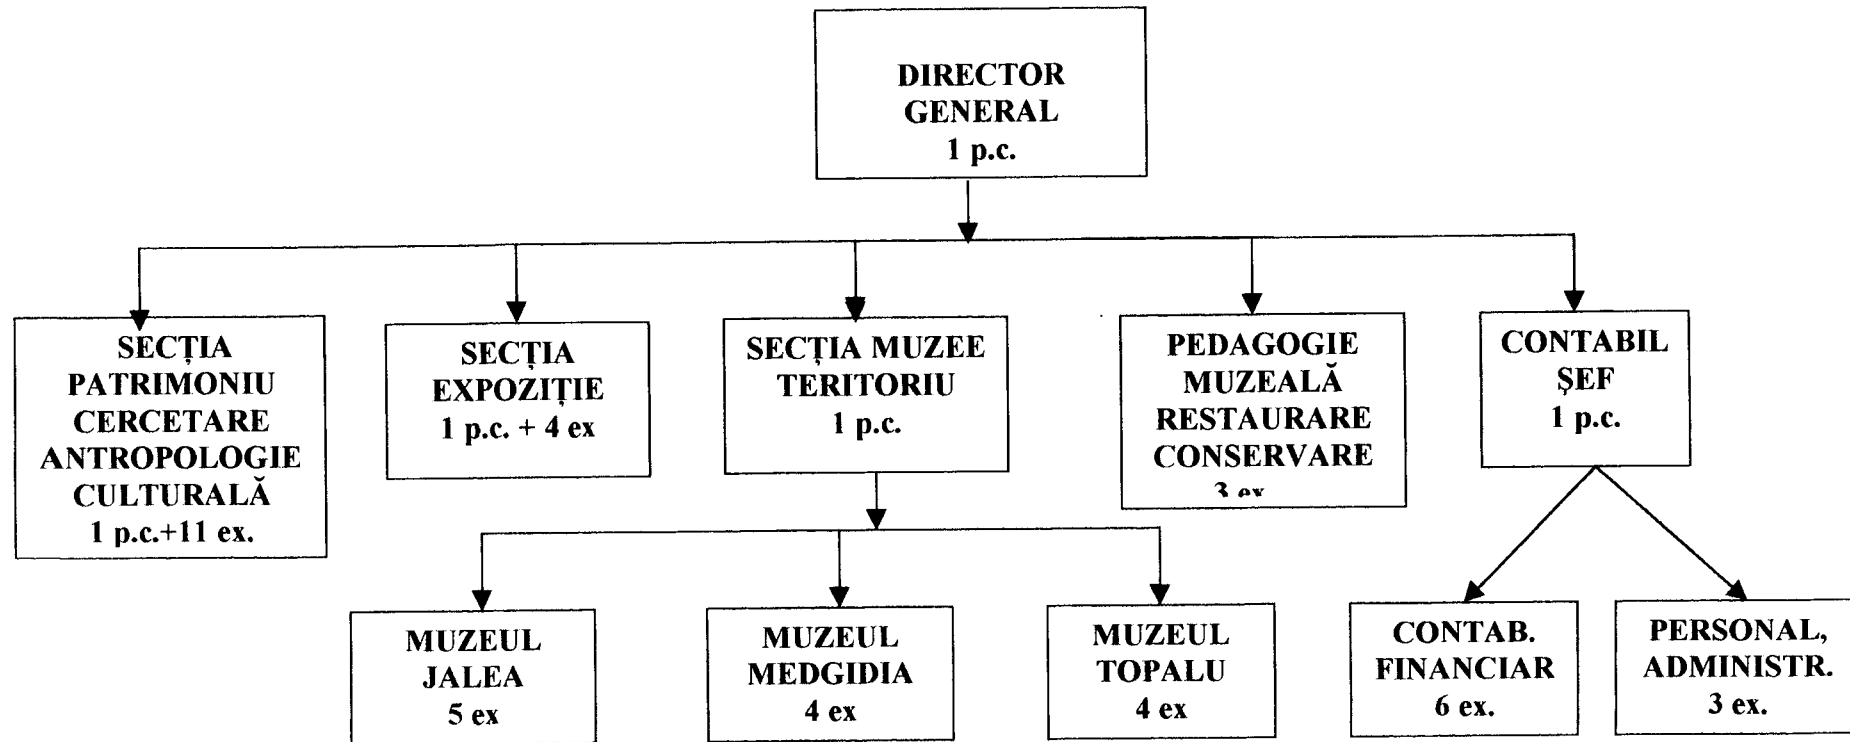 DIRECTOR
GENERAL
1 p.c.
SECȚIA
PATRIMONIU
CERCETARE
ANTROPOLOGIE
CULTURALĂ
1 p.c.+11 ex.
SECȚIA
EXPOZIȚIE
1 p.c. + 4 ex
SECȚIA MUZEE
TERITORIU
1 p.c.
PEDAGOGIE
MUZEALĂ
RESTAURARE
CONSERVARE
3 ex
CONTABIL
ȘEF
1 p.c.
MUZEUL
JALEA
5 ex
MUZEUL
MEDGIDIA
4 ex
MUZEUL
TOPALU
4 ex
CONTAB.
FINANCIAR
6 ex.
PERSONAL,
ADMINISTR.
3 ex.